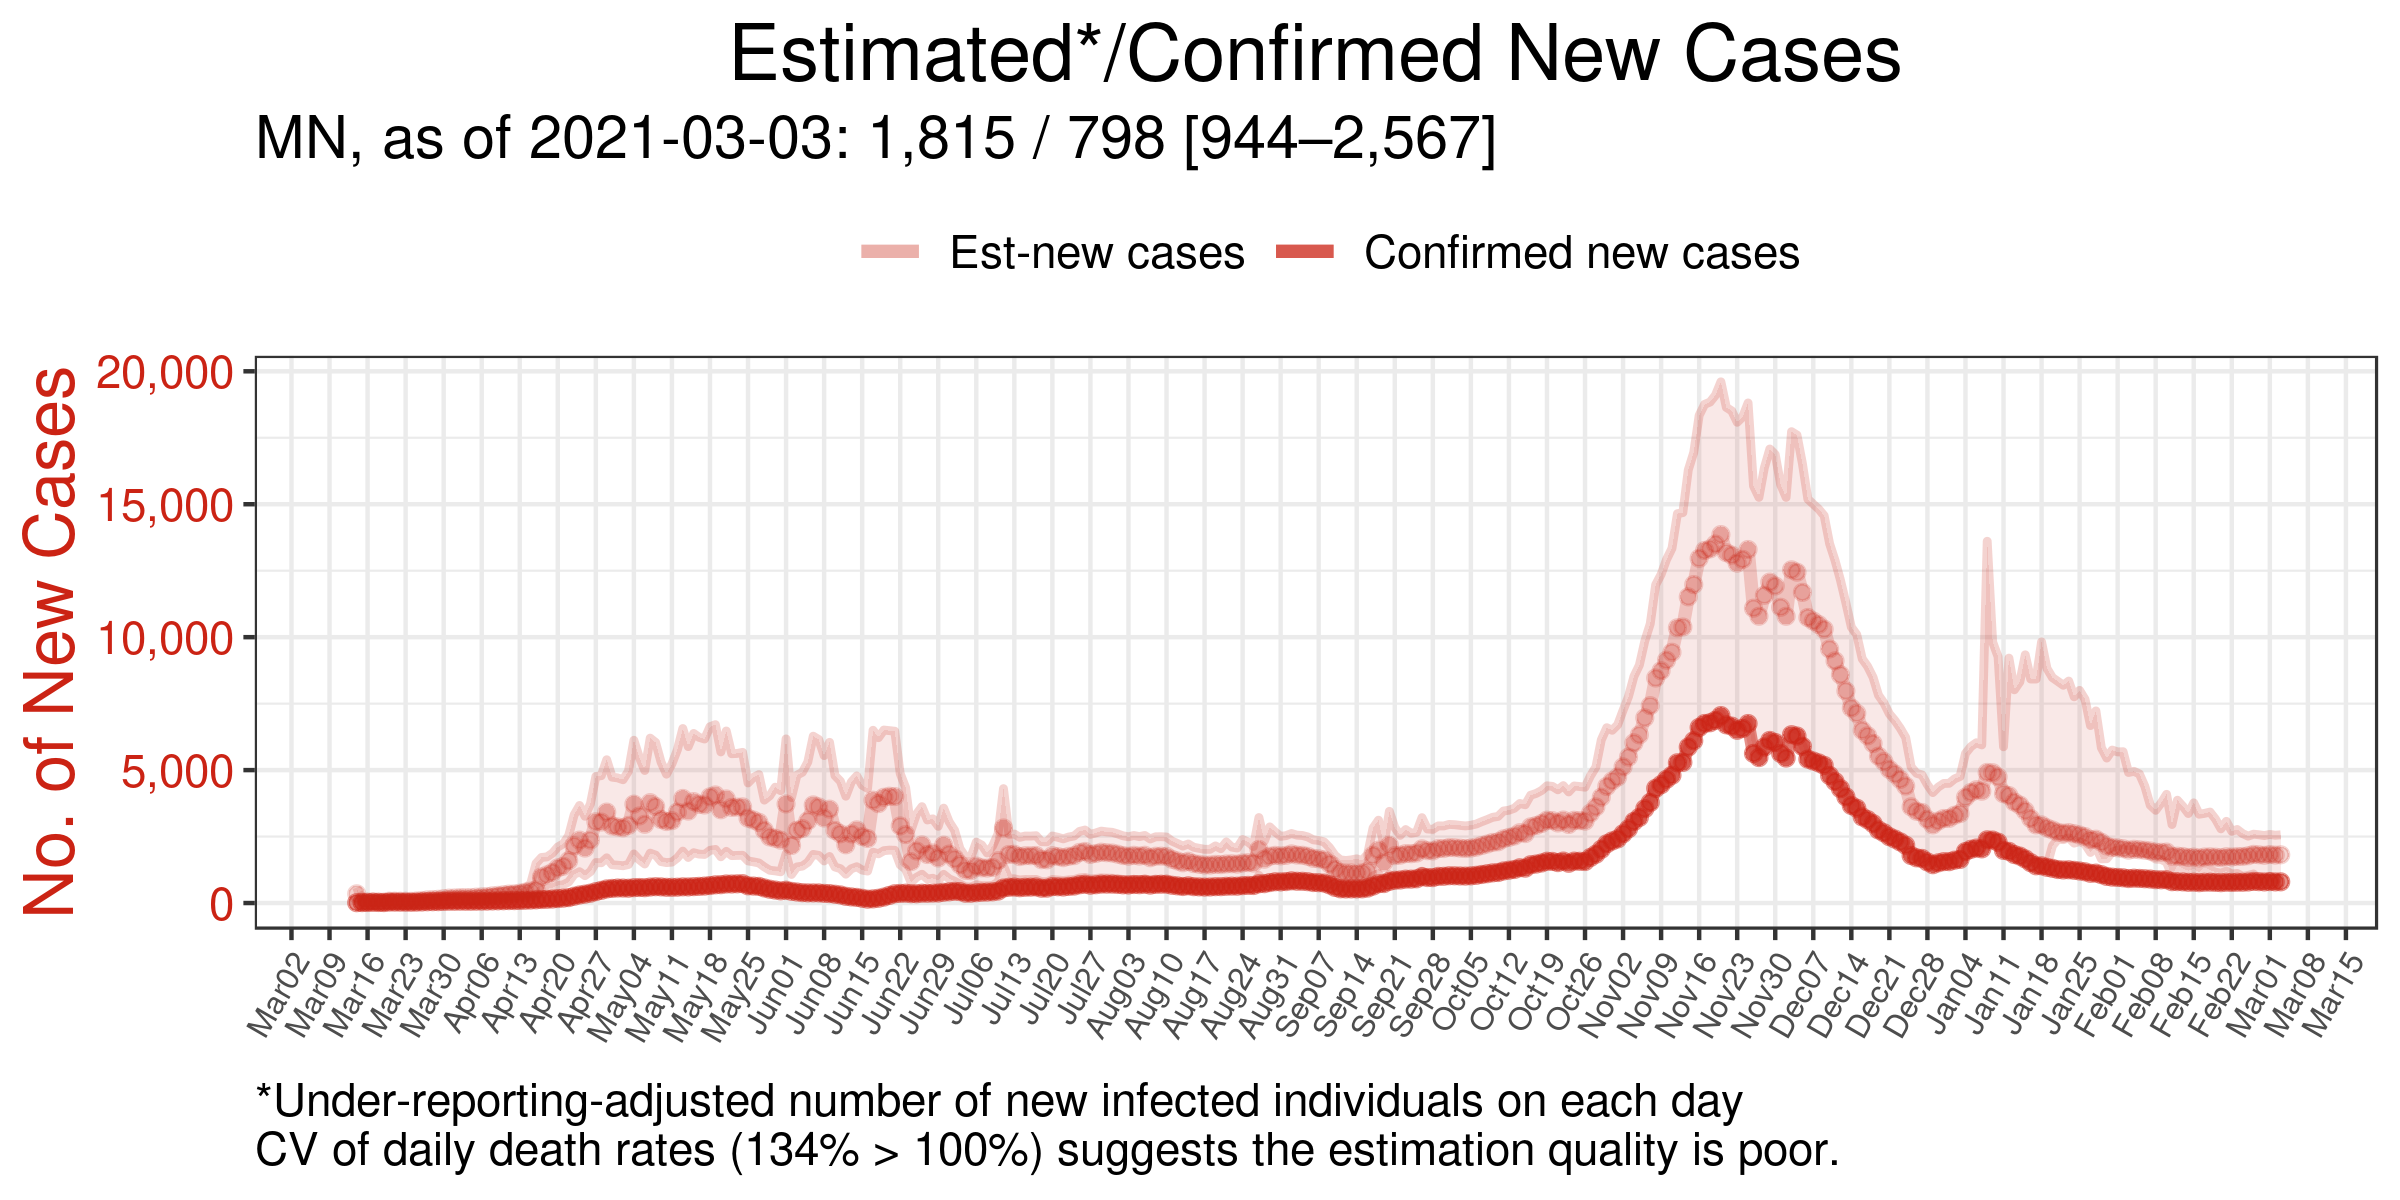 Estimated*/Confirmed New Cases
MN, as of 2021-03-03: 1,815 / 798 [944–2,567]
Est-new cases Confirmed new cases
No. of New Cases
20,000
15,000
10,000
5,000
0
Mar02 Mar09 Mar16 Mar23 Mar30 Apr06 Apr13 Apr20 Apr27 May04 May11 May18 May25 Jun01 Jun08 Jun15 Jun22 Jun29 Jul06 Jul13 Jul20 Jul27 Aug03 Aug10 Aug17 Aug24 Aug31 Sep07 Sep14 Sep21 Sep28 Oct05 Oct12 Oct19 Oct26 Nov02 Nov09 Nov16 Nov23 Nov30 Dec07 Dec14 Dec21 Dec28 Jan04 Jan11 Jan18 Jan25 Feb01 Feb08 Feb15 Feb22 Mar01 Mar08 Mar15
*Under-reporting-adjusted number of new infected individuals on each day
CV of daily death rates (134% > 100%) suggests the estimation quality is poor.